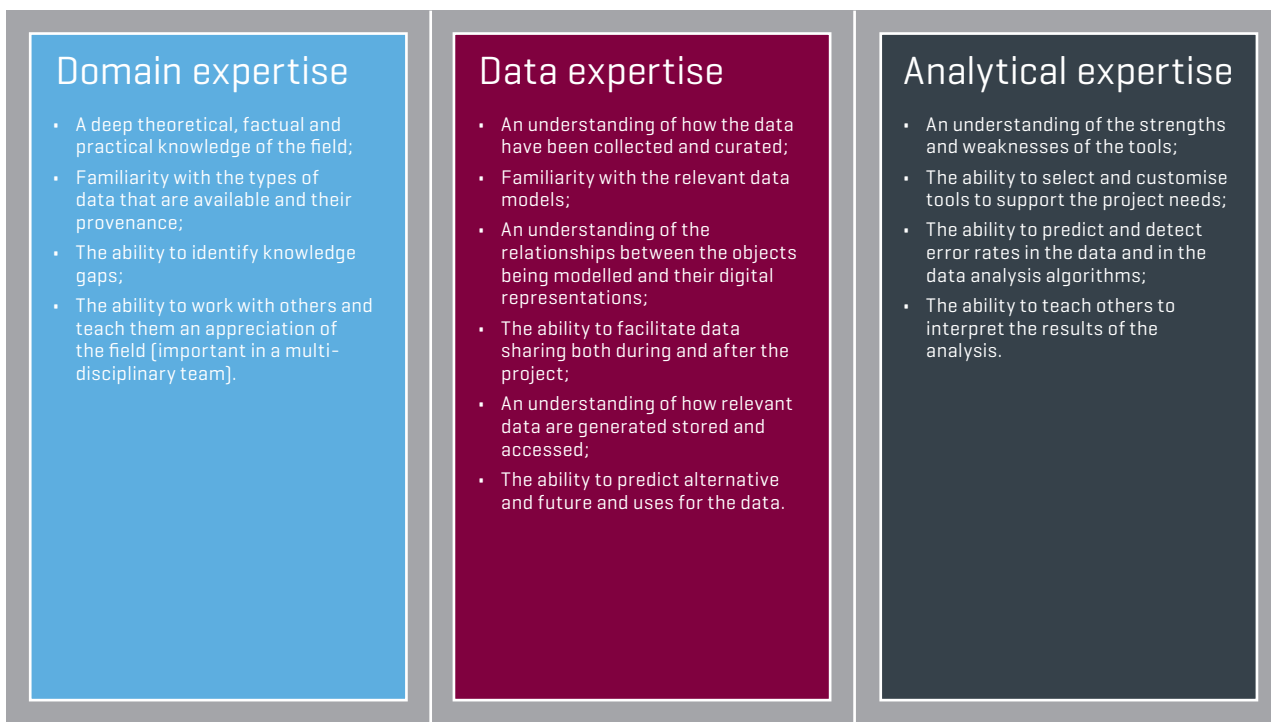 Domain expertise
• A deep theoretical, factual and
practical knowledge of the field;
• Familiarity with the types of
data that are available and their
provenance;
• The ability to identify knowledge
gaps;
• The ability to work with others and
teach them an appreciation of
the field (important in a multi-
disciplinary team).
Data expertise
• An understanding of how the data
have been collected and curated;
• Familiarity with the relevant data
models;
• An understanding of the
relationships between the objects
being modelled and their digital
representations;
• The ability to facilitate data
sharing both during and after the
project;
• An understanding of how relevant
data are generated stored and
accessed;
• The ability to predict alternative
and future and uses for the data.
Analytical expertise
• An understanding of the strengths
and weaknesses of the tools;
• The ability to select and customise
tools to support the project needs;
• The ability to predict and detect
error rates in the data and in the
data analysis algorithms;
• The ability to teach others to
interpret the results of the
analysis.